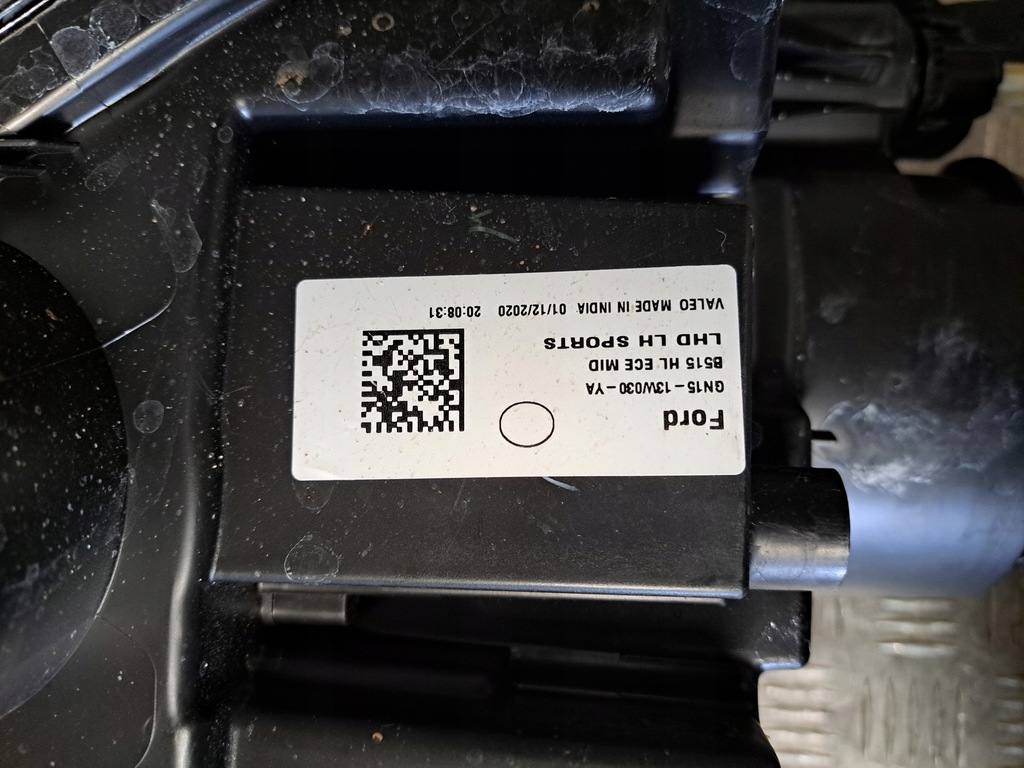 Ford
GN15-13W030-YA
B515 HL ECE MID
LHD LH SPORTS
VALEO MADE IN INDIA 01/12/2020 20:08:31